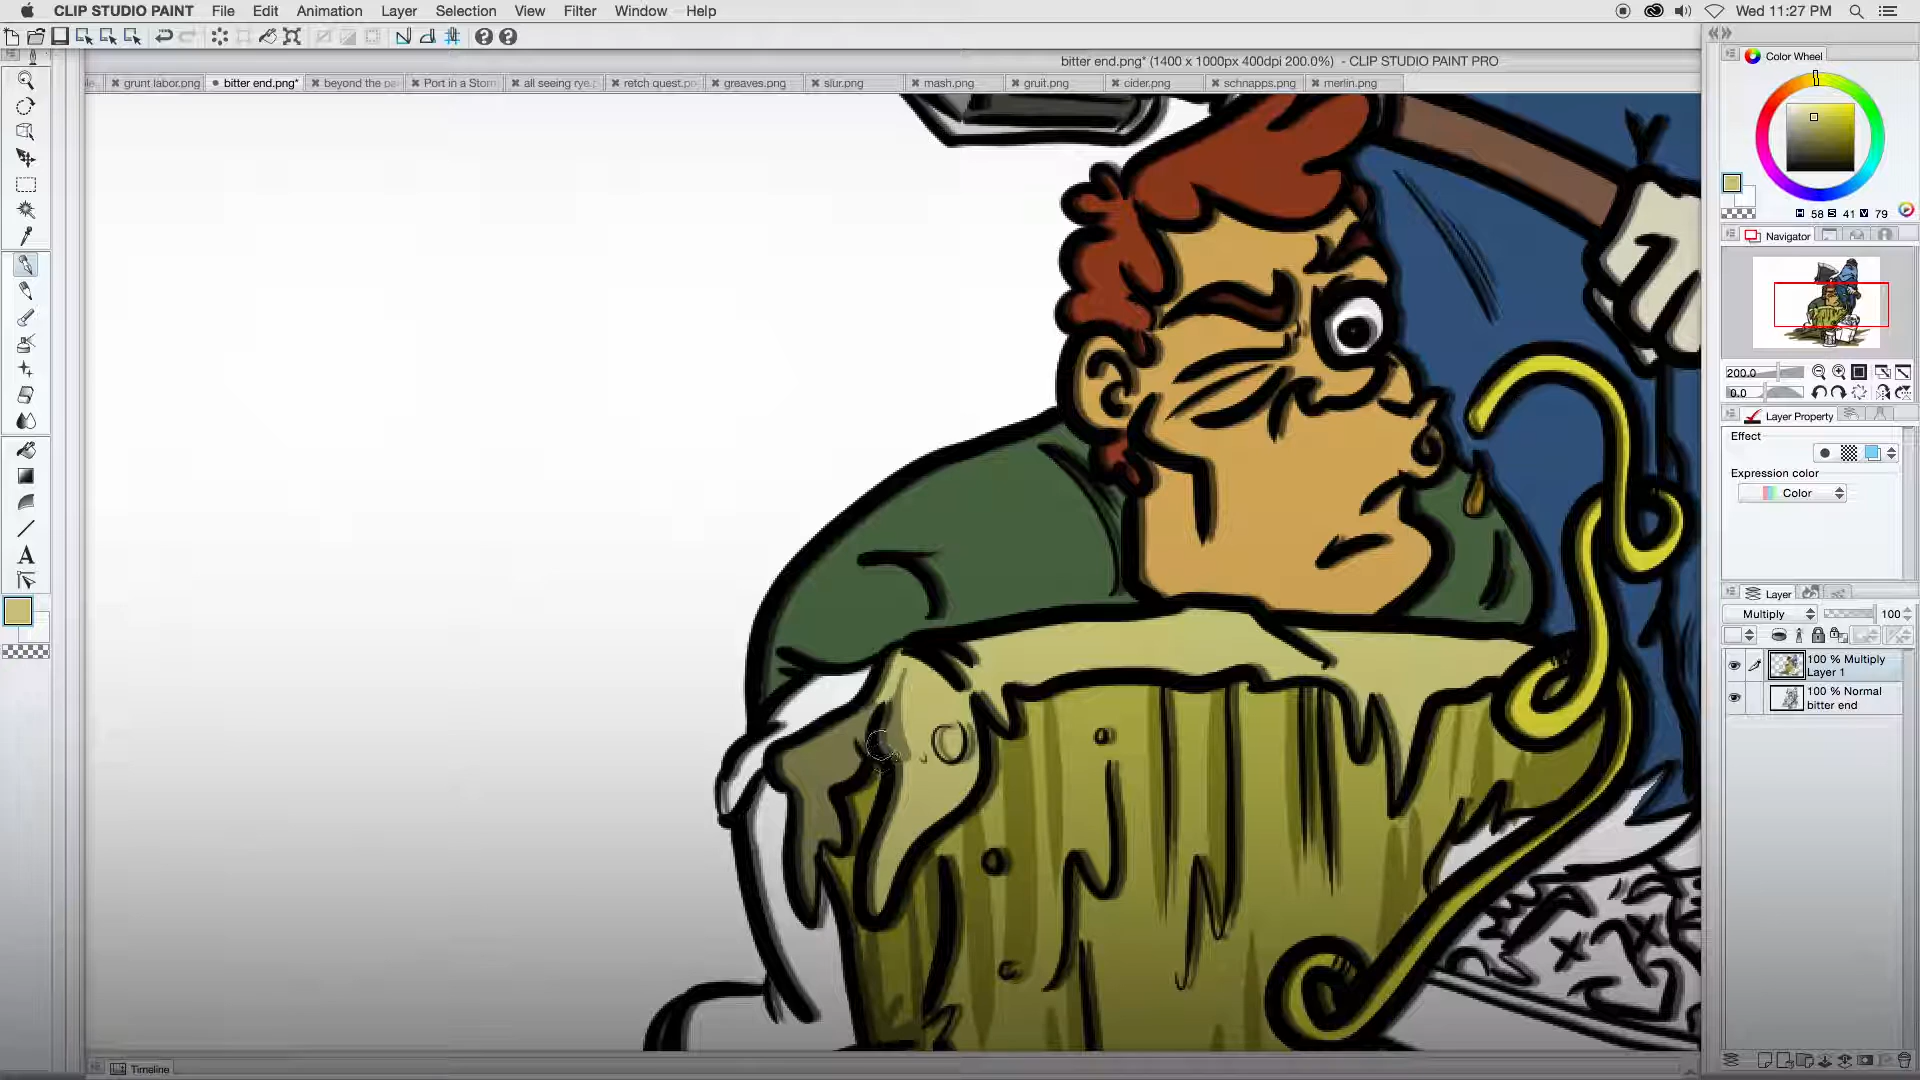 CLIP STUDIO PAINT File Edit Animation Layer Selection View Filter Window Help Wed 11:27 PM
bitter end.png* (1400 x 1000px 400dpi 200.0%) - CLIP STUDIO PAINT PRO
grunt labor.png bitter end.png* beyond the pa Port in a Storm all seeing rye. retch quest.pn greaves.png slur.png mash.png gruit.png cider.png schnapps.png merlin.png
Color Wheel
H 58 S 41 V 79
Navigator
200.0
0.0
Layer Property
Effect
Expression color
Color
Layer
Multiply 100
100 % Multiply
Layer 1
100 % Normal
bitter end
A
Timeline